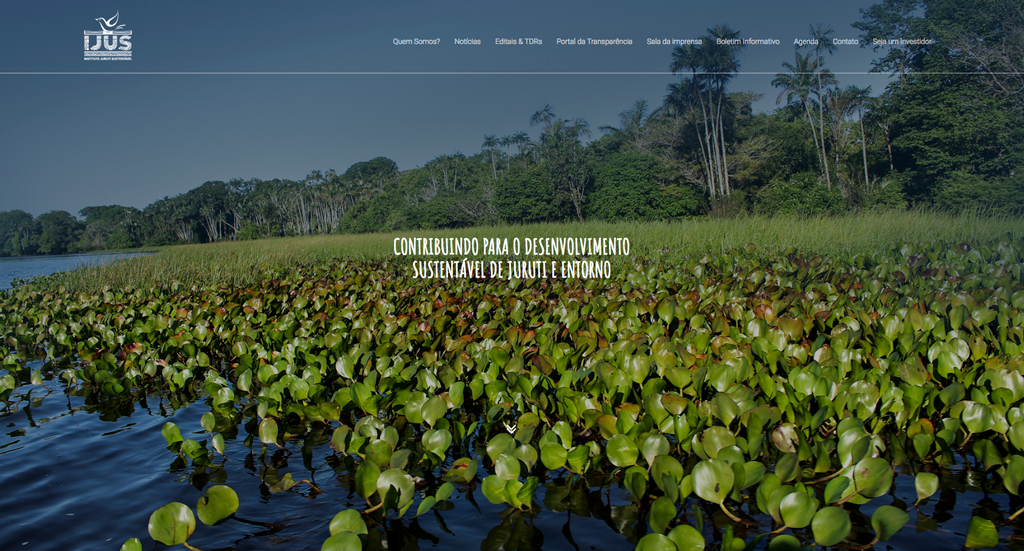 IJUS
INSTITUTO JURUTI SUSTENTÁVEL
Quem Somos? Notícias Editais & TDRs Portal da Transparência Sala da imprensa Boletim Informativo Agenda Contato Seja um Investidor
CONTRIBUINDO PARA O DESENVOLVIMENTO
SUSTENTÁVEL DE JURUTI E ENTORNO